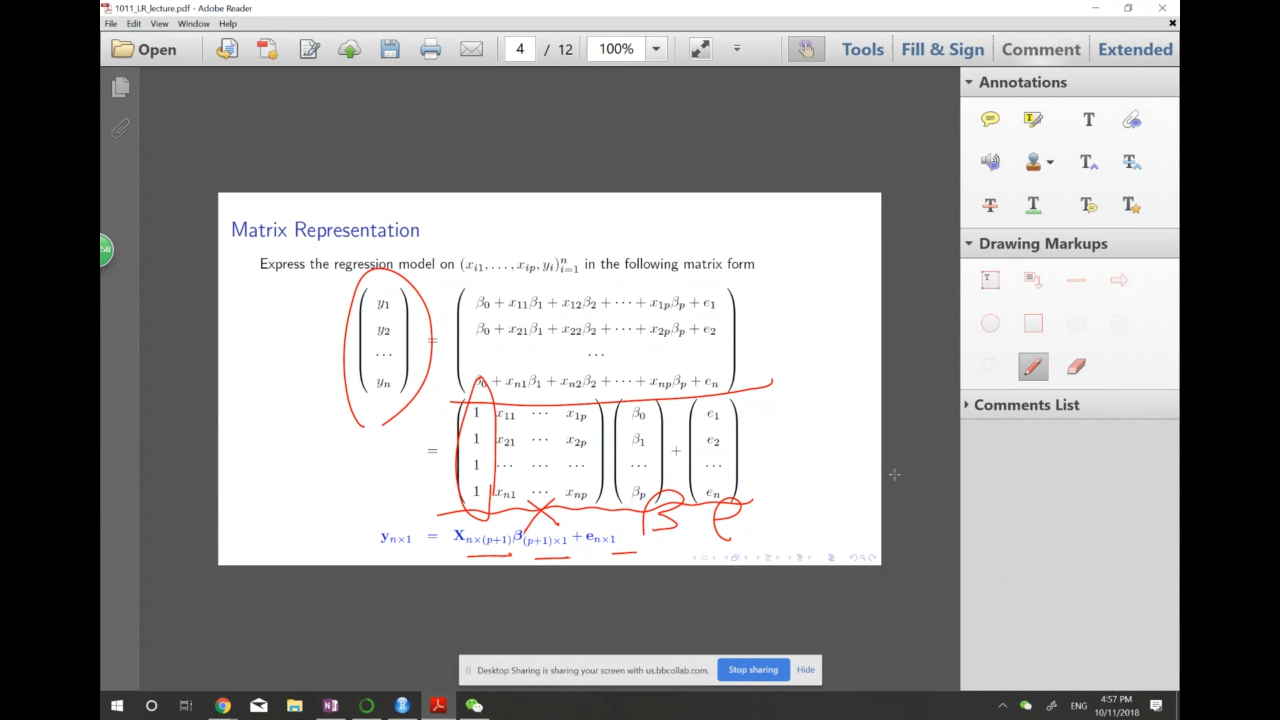 1011_LR_lecture.pdf - Adobe Reader
File Edit View Window Help
Open 4 / 12 100% Tools Fill & Sign Comment Extended
Annotations
Drawing Markups
Comments List
Matrix Representation
Express the regression model on (x_{i1}, …, x_{ip}, y_i)_{i=1}^n in the following matrix form
y_1 β_0 + x_{11}β_1 + x_{12}β_2 + ⋯ + x_{1p}β_p + e_1
y_2 β_0 + x_{21}β_1 + x_{22}β_2 + ⋯ + x_{2p}β_p + e_2
⋯ = ⋯
y_n β_0 + x_{n1}β_1 + x_{n2}β_2 + ⋯ + x_{np}β_p + e_n
1 x_{11} ⋯ x_{1p} β_0 e_1
1 x_{21} ⋯ x_{2p} β_1 e_2
= 1 ⋯ ⋯ ⋯ ⋯ + ⋯
1 x_{n1} ⋯ x_{np} β_p e_n
X β e
y_{n×1} = X_{n×(p+1)}β_{(p+1)×1} + e_{n×1}
Desktop Sharing is sharing your screen with us.bbcollab.com. Stop sharing Hide
ENG
4:57 PM
10/11/2018